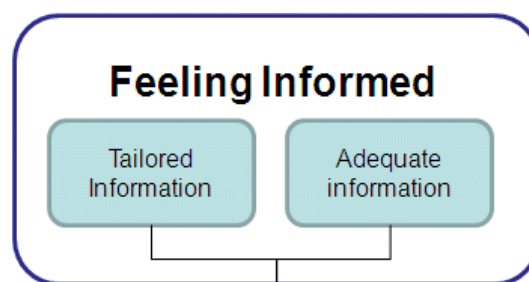 Feeling Informed
Tailored
Information
Adequate
information